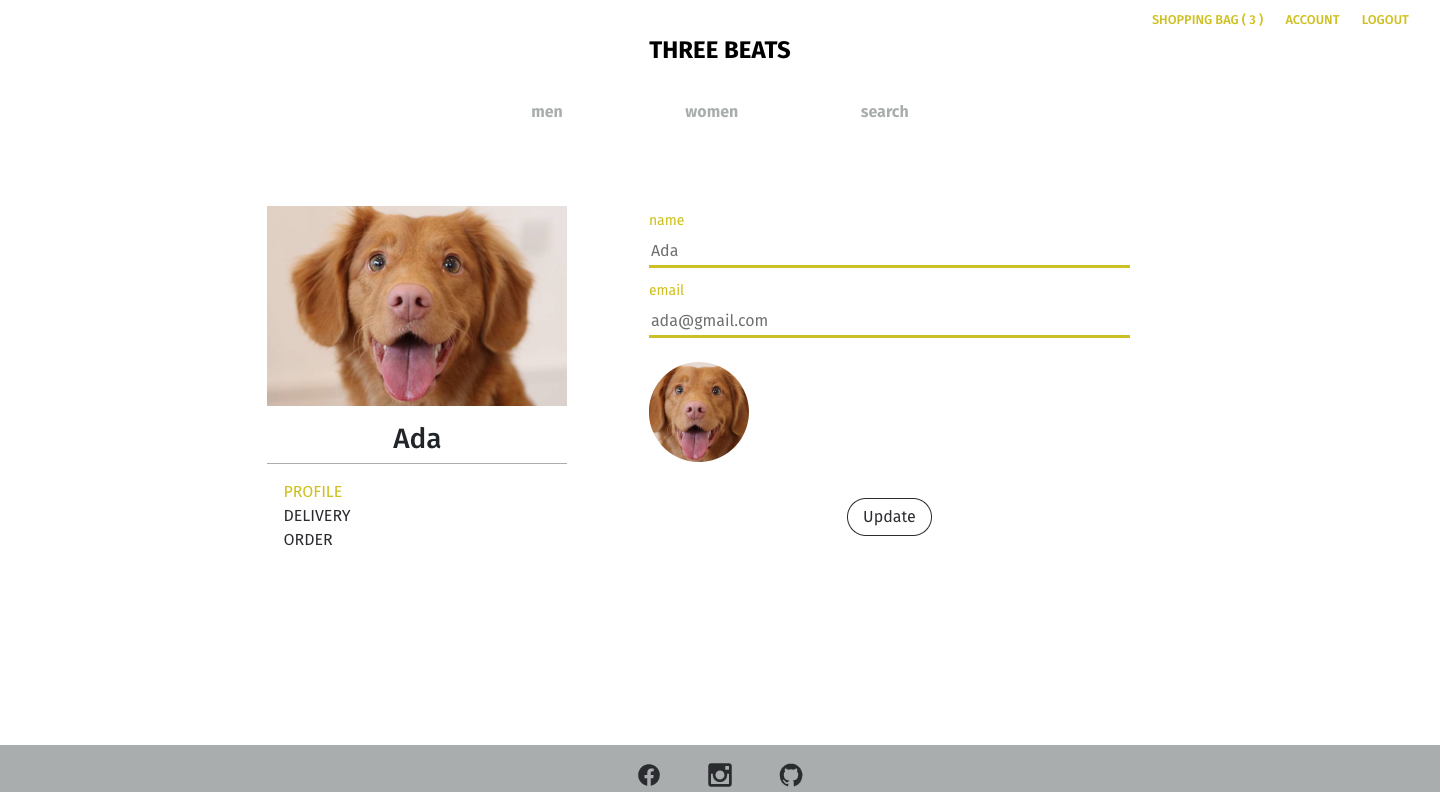 SHOPPING BAG ( 3 ) ACCOUNT LOGOUT
THREE BEATS
men women search
name
Ada
email
ada@gmail.com
Ada
PROFILE
DELIVERY
ORDER
Update